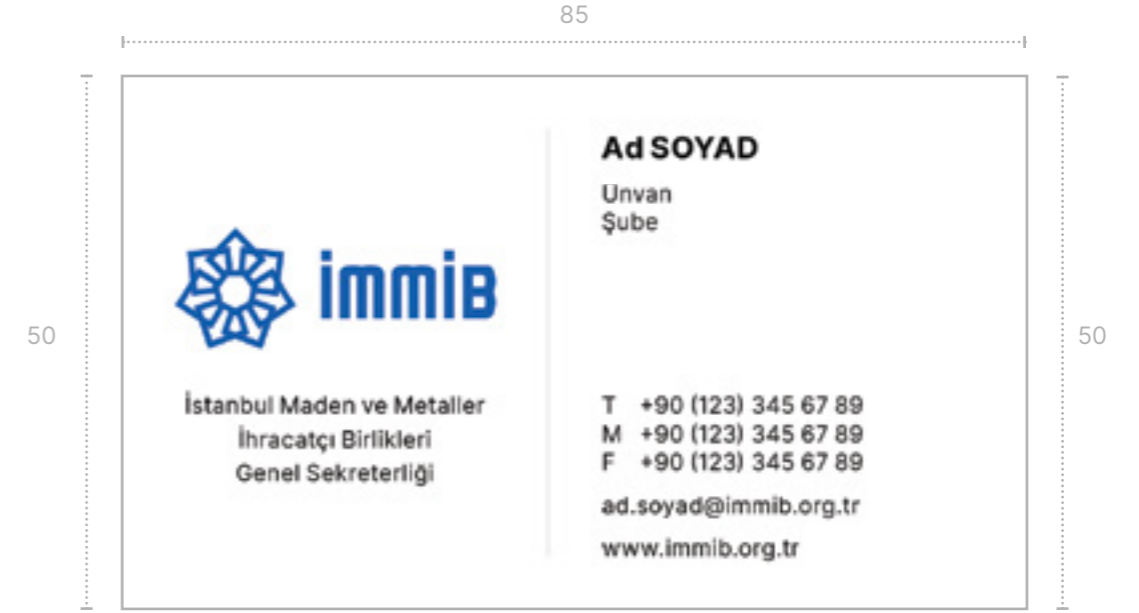 85
50
50
immib
İstanbul Maden ve Metaller
İhracatçı Birlikleri
Genel Sekreterliği
Ad SOYAD
Unvan
Şube
T +90 (123) 345 67 89
M +90 (123) 345 67 89
F +90 (123) 345 67 89
ad.soyad@immib.org.tr
www.immib.org.tr